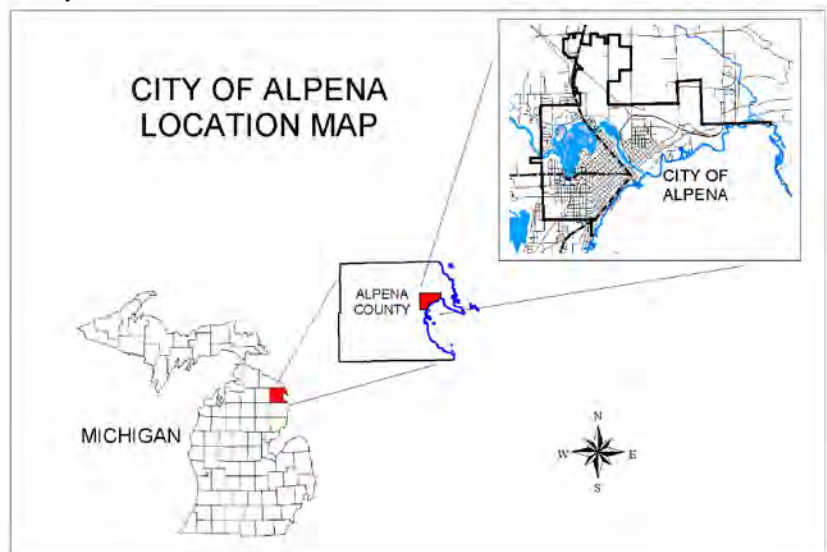 CITY OF ALPENA
LOCATION MAP
CITY OF
ALPENA
ALPENA
COUNTY
MICHIGAN
N
W
E
S